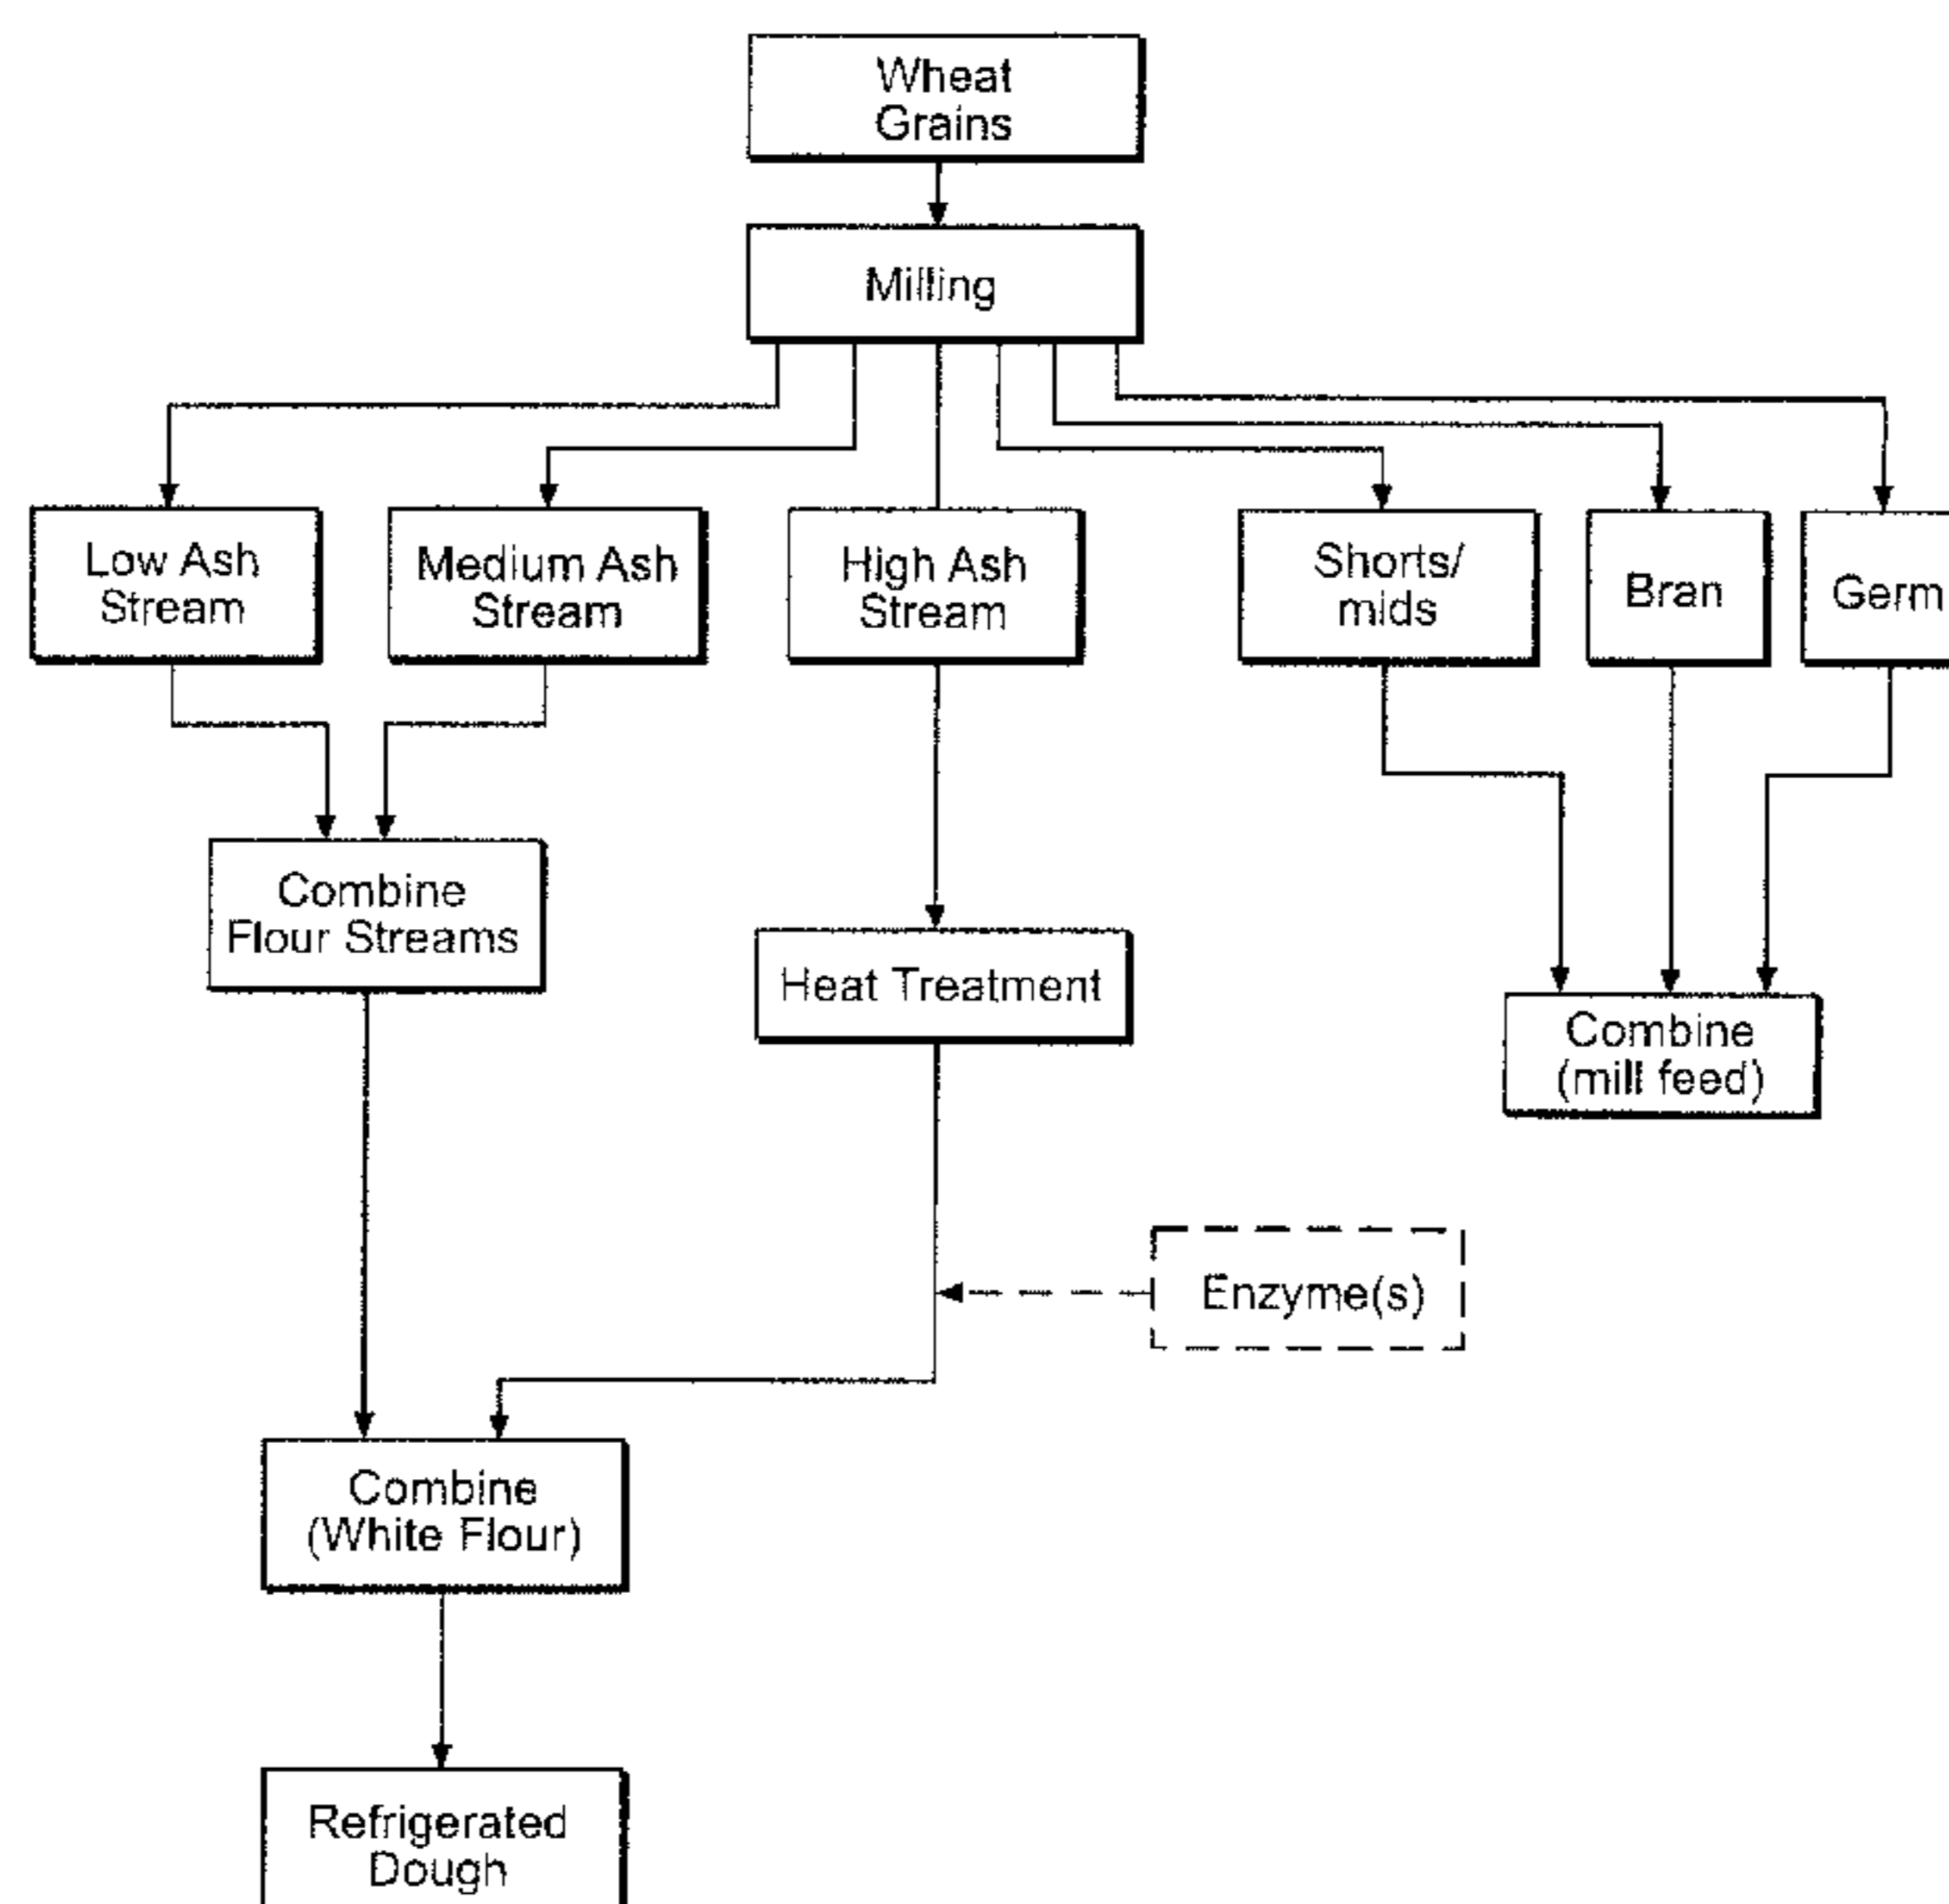 Wheat
Grains
Milling
Low Ash
Stream
Medium Ash
Stream
High Ash
Stream
Shorts/
mids
Bran
Germ
Combine
Flour Streams
Heat Treatment
Combine
(mill feed)
Enzyme(s)
Combine
(White Flour)
Refrigerated
Dough